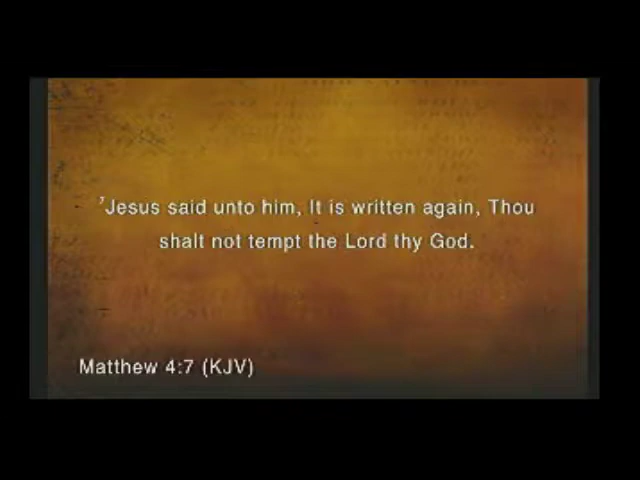 ⁷Jesus said unto him, It is written again, Thou
shalt not tempt the Lord thy God.
Matthew 4:7 (KJV)